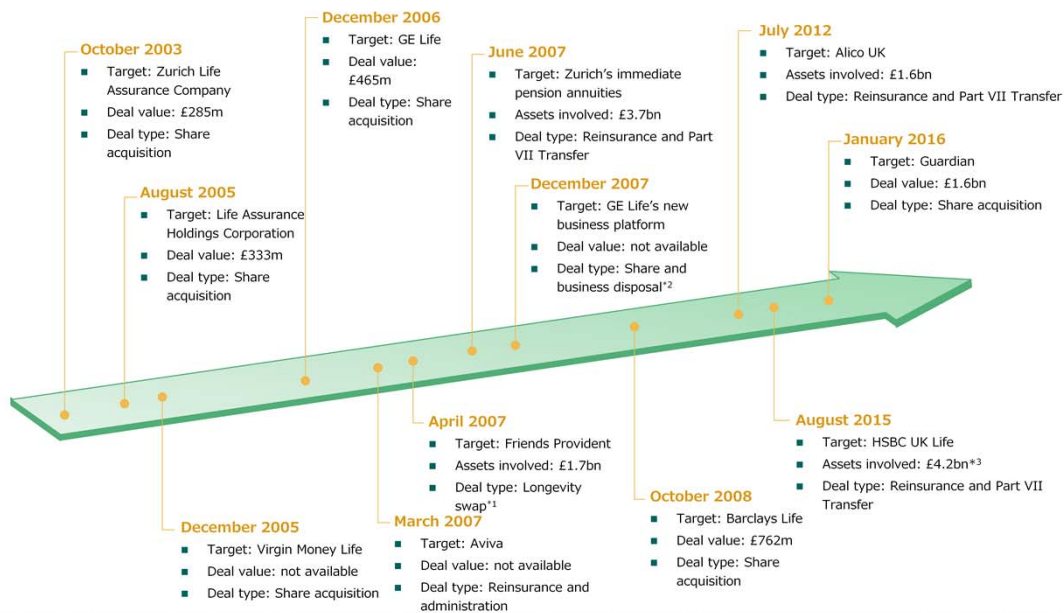 October 2003
■ Target: Zurich Life
Assurance Company
■ Deal value: £285m
■ Deal type: Share
acquisition
August 2005
■ Target: Life Assurance
Holdings Corporation
■ Deal value: £333m
■ Deal type: Share
acquisition
December 2005
■ Target: Virgin Money Life
■ Deal value: not available
■ Deal type: Share acquisition
December 2006
■ Target: GE Life
■ Deal value:
£465m
■ Deal type: Share
acquisition
March 2007
■ Target: Aviva
■ Deal value: not available
■ Deal type: Reinsurance and
administration
April 2007
■ Target: Friends Provident
■ Assets involved: £1.7bn
■ Deal type: Longevity
swap*1
June 2007
■ Target: Zurich’s immediate
pension annuities
■ Assets involved: £3.7bn
■ Deal type: Reinsurance and Part
VII Transfer
December 2007
■ Target: GE Life’s new
business platform
■ Deal value: not available
■ Deal type: Share and
business disposal*2
October 2008
■ Target: Barclays Life
■ Deal value: £762m
■ Deal type: Share
acquisition
July 2012
■ Target: Alico UK
■ Assets involved: £1.6bn
■ Deal type: Reinsurance and Part VII Transfer
August 2015
■ Target: HSBC UK Life
■ Assets involved: £4.2bn*3
■ Deal type: Reinsurance and Part VII
Transfer
January 2016
■ Target: Guardian
■ Deal value: £1.6bn
■ Deal type: Share acquisition